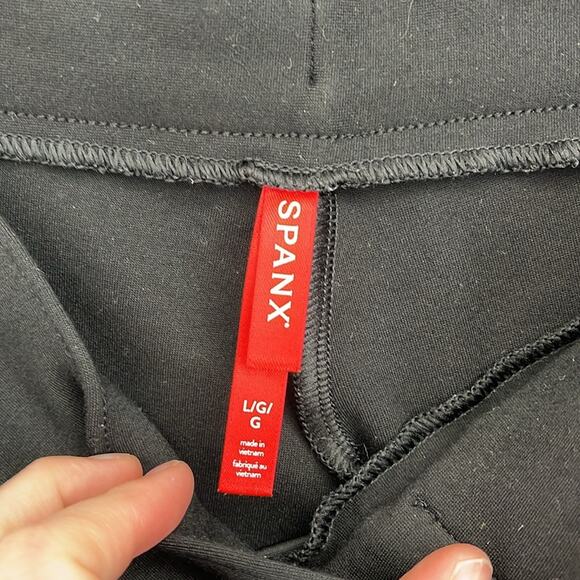 SPANX®
L/G/
G
made in
vietnam
fabriqué au
vietnam